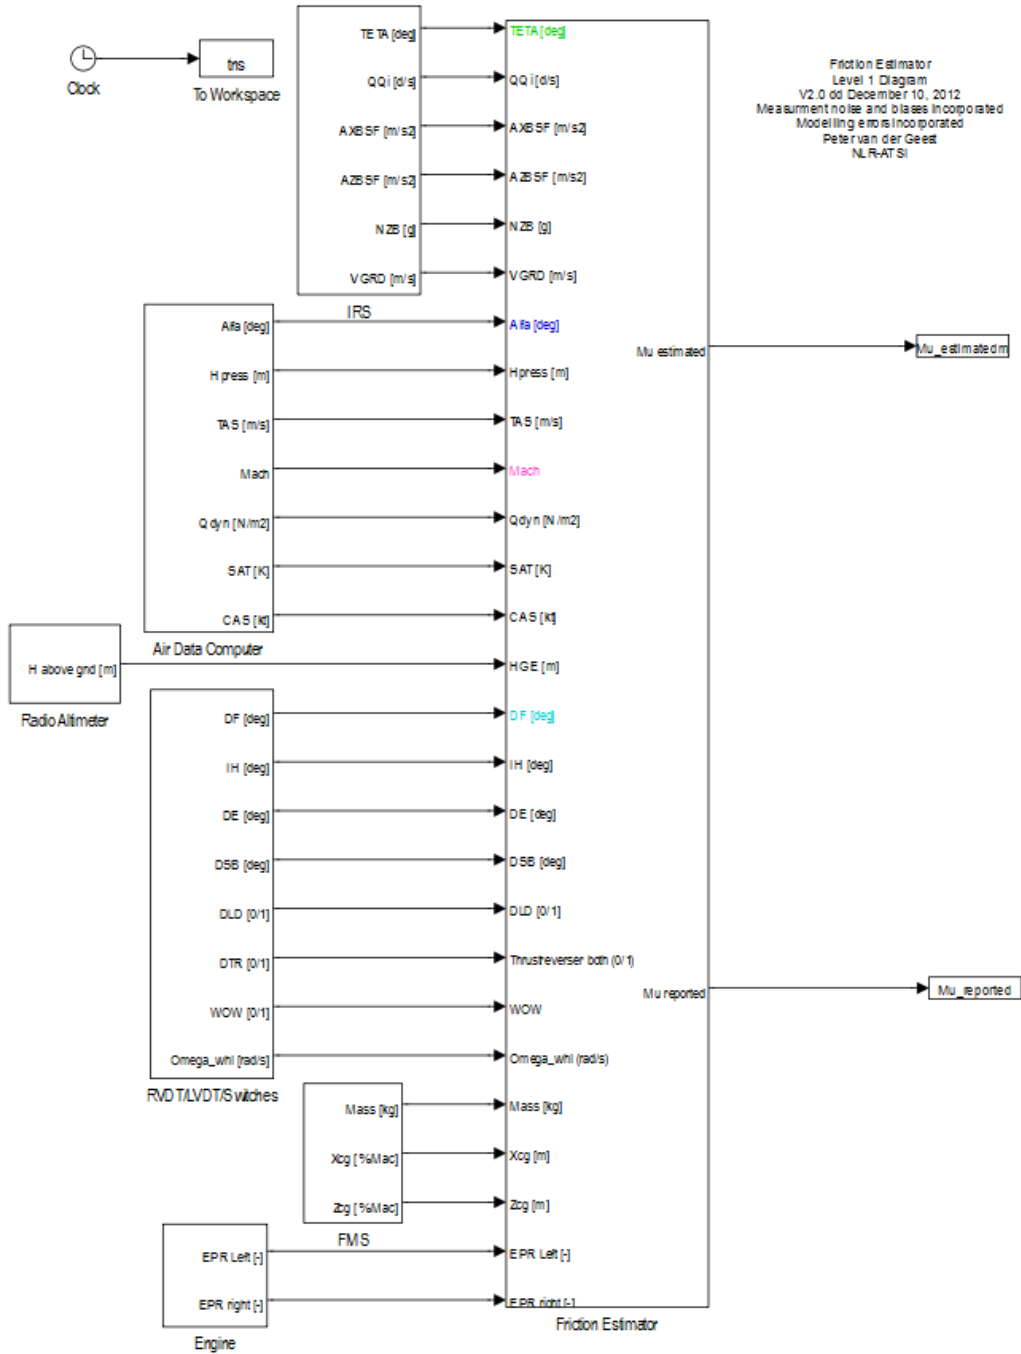 Clock
tns
To Workspace
Friction Estimator
Level 1 Diagram
V2.0 dd December 10, 2012
Measurment noise and biases incorporated
Modelling errors incorporated
Peter van der Geest
NLR-ATSI
TETA [deg]
QQi [d/s]
AXBSF [m/s2]
AZBSF [m/s2]
NZB [g]
VGRD [m/s]
IRS
Alfa [deg]
Hpress [m]
TAS [m/s]
Mach
Qdyn [N/m2]
SAT [K]
CAS [kt]
Air Data Computer
H above gnd [m]
Radio Altimeter
DF [deg]
IH [deg]
DE [deg]
DSB [deg]
DLD [0/1]
DTR [0/1]
WOW [0/1]
Omega_whl [rad/s]
RVDT/LVDT/Switches
Mass [kg]
Xcg [%Mac]
Zcg [%Mac]
FMS
EPR Left [-]
EPR right [-]
Engine
TETA [deg]
QQi [d/s]
AXBSF [m/s2]
AZBSF [m/s2]
NZB [g]
VGRD [m/s]
Alfa [deg]
Hpress [m]
TAS [m/s]
Mach
Qdyn [N/m2]
SAT [K]
CAS [kt]
HGE [m]
DF [deg]
IH [deg]
DE [deg]
DSB [deg]
DLD [0/1]
Thrustreverser both (0/1)
WOW
Omega_whl (rad/s)
Mass [kg]
Xcg [m]
Zcg [m]
EPR Left [-]
EPR right [-]
Friction Estimator
Mu estimated
Mu_estimatedm
Mu reported
Mu_reported